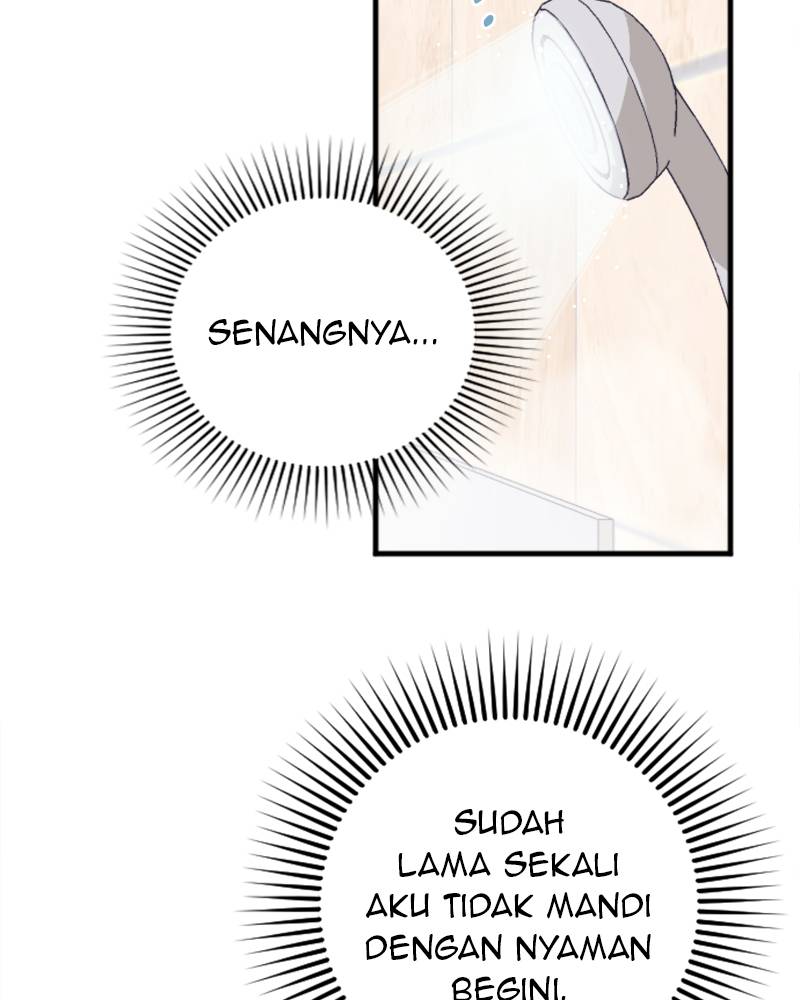 SENANGNYA...
SUDAH
LAMA SEKALI
AKU TIDAK MANDI
DENGAN NYAMAN
BEGINI.